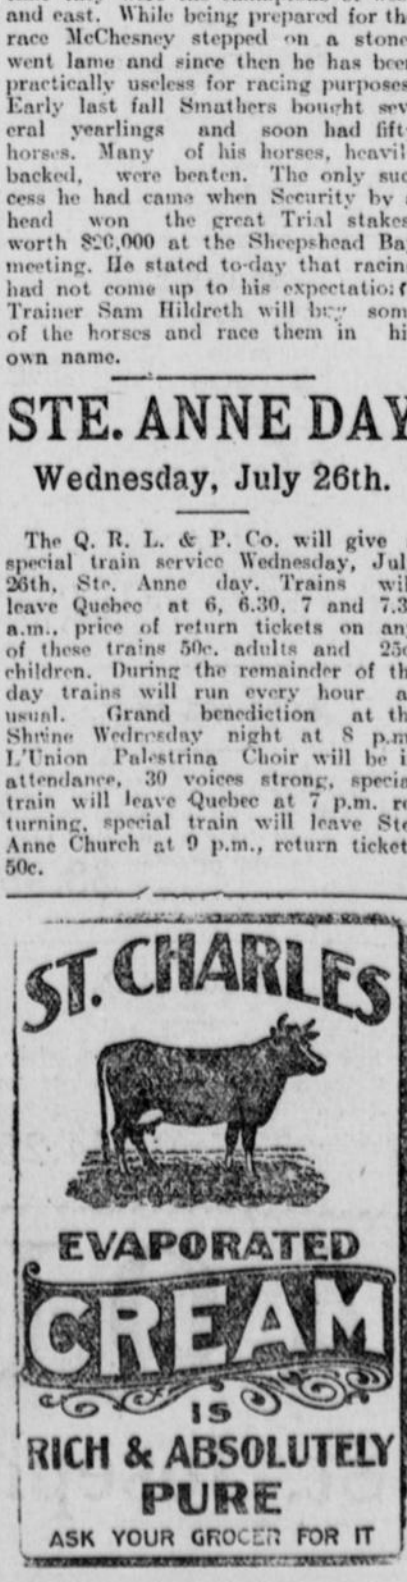 and east. While being prepared for th
race McChesney stepped on a stone
went lame and since then he has bee
practically useless for racing purposes
Early last fall Smathers bought sev
eral yearlings and soon had fift
horses. Many of his horses, heavil
backed, were beaten. The only suc
cess he had came when Security by
head won the great Trial stakes
worth $20,000 at the Sheepshead Ba
meeting. He stated to-day that racin
had not come up to his expectations
Trainer Sam Hildreth will buy som
of the horses and race them in hi
own name.
STE. ANNE DAY
Wednesday, July 26th.
The Q. R. L. & P. Co. will give
special train service Wednesday, Jul
26th, Ste. Anne day. Trains wil
leave Quebec at 6, 6.30, 7 and 7.3
a.m., price of return tickets on an
of these trains 50c. adults and 25c
children. During the remainder of th
day trains will run every hour a
usual. Grand benediction at th
Shrine Wednesday night at 8 p.m
L'Union Palestrina Choir will be i
attendance, 30 voices strong, specia
train will leave Quebec at 7 p.m. re
turning, special train will leave Ste
Anne Church at 9 p.m., return ticket
50c.
ST. CHARLES
EVAPORATED
CREAM
IS
RICH & ABSOLUTELY
PURE
ASK YOUR GROCER FOR IT